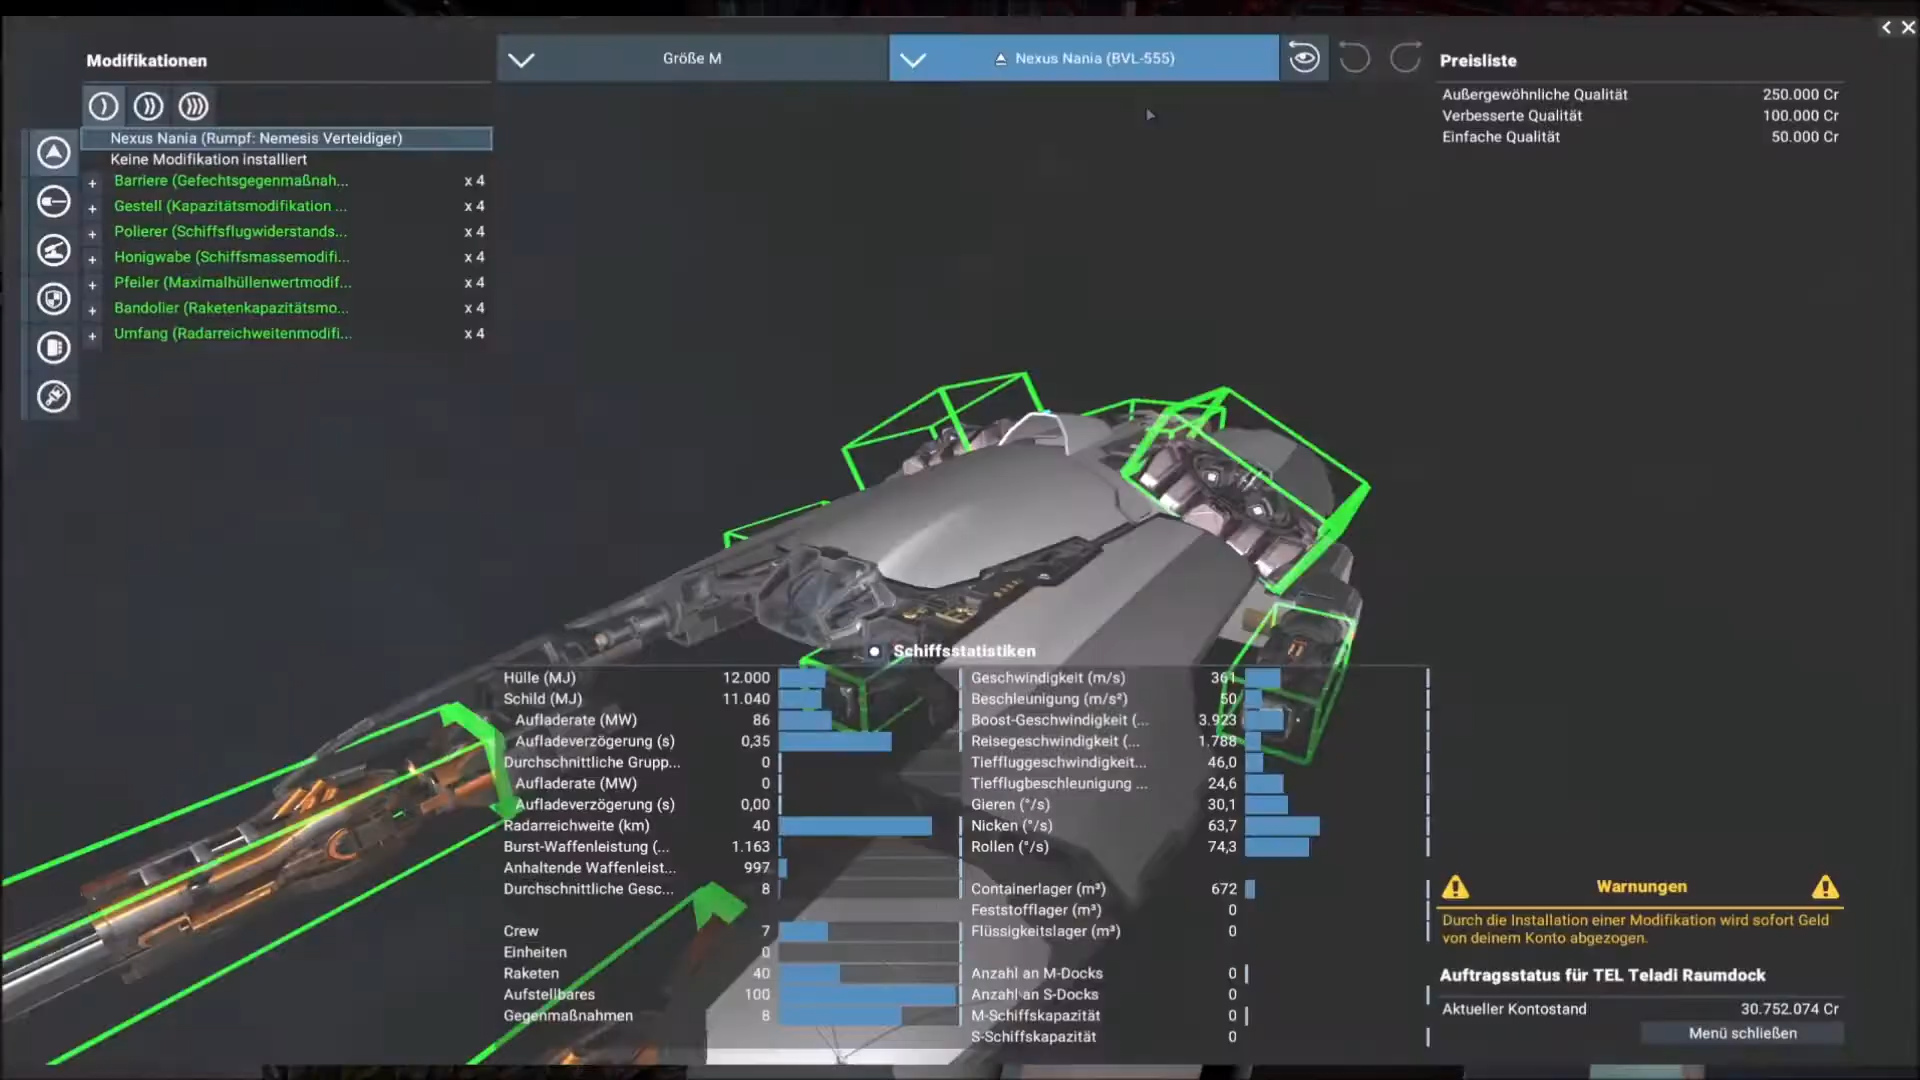 Modifikationen
Größe M
Nexus Nania (BVL-555)
Nexus Nania (Rumpf: Nemesis Verteidiger)
Keine Modifikation installiert
+ Barriere (Gefechtsgegenmaßnah... x 4
+ Gestell (Kapazitätsmodifikation ... x 4
+ Polierer (Schiffsflugwiderstands... x 4
+ Honigwabe (Schiffsmassemodifi... x 4
+ Pfeiler (Maximalhüllenwertmodif... x 4
+ Bandolier (Raketenkapazitätsmo... x 4
+ Umfang (Radarreichweitenmodifi... x 4
Preisliste
Außergewöhnliche Qualität 250.000 Cr
Verbesserte Qualität 100.000 Cr
Einfache Qualität 50.000 Cr
Schiffsstatistiken
Hülle (MJ) 12.000
Schild (MJ) 11.040
Aufladerate (MW) 86
Aufladeverzögerung (s) 0,35
Durchschnittliche Grupp... 0
Aufladerate (MW) 0
Aufladeverzögerung (s) 0,00
Radarreichweite (km) 40
Burst-Waffenleistung (... 1.163
Anhaltende Waffenleist... 997
Durchschnittliche Gesc... 8
Crew 7
Einheiten 0
Raketen 40
Aufstellbares 100
Gegenmaßnahmen 8
Geschwindigkeit (m/s) 361
Beschleunigung (m/s²) 50
Boost-Geschwindigkeit (... 3.923
Reisegeschwindigkeit (... 1.788
Tieffluggeschwindigkeit... 46,0
Tiefflugbeschleunigung ... 24,6
Gieren (°/s) 30,1
Nicken (°/s) 63,7
Rollen (°/s) 74,3
Containerlager (m³) 672
Feststofflager (m³) 0
Flüssigkeitslager (m³) 0
Anzahl an M-Docks 0
Anzahl an S-Docks 0
M-Schiffskapazität 0
S-Schiffskapazität 0
Warnungen
Durch die Installation einer Modifikation wird sofort Geld
von deinem Konto abgezogen.
Auftragsstatus für TEL Teladi Raumdock
Aktueller Kontostand 30.752.074 Cr
Menü schließen